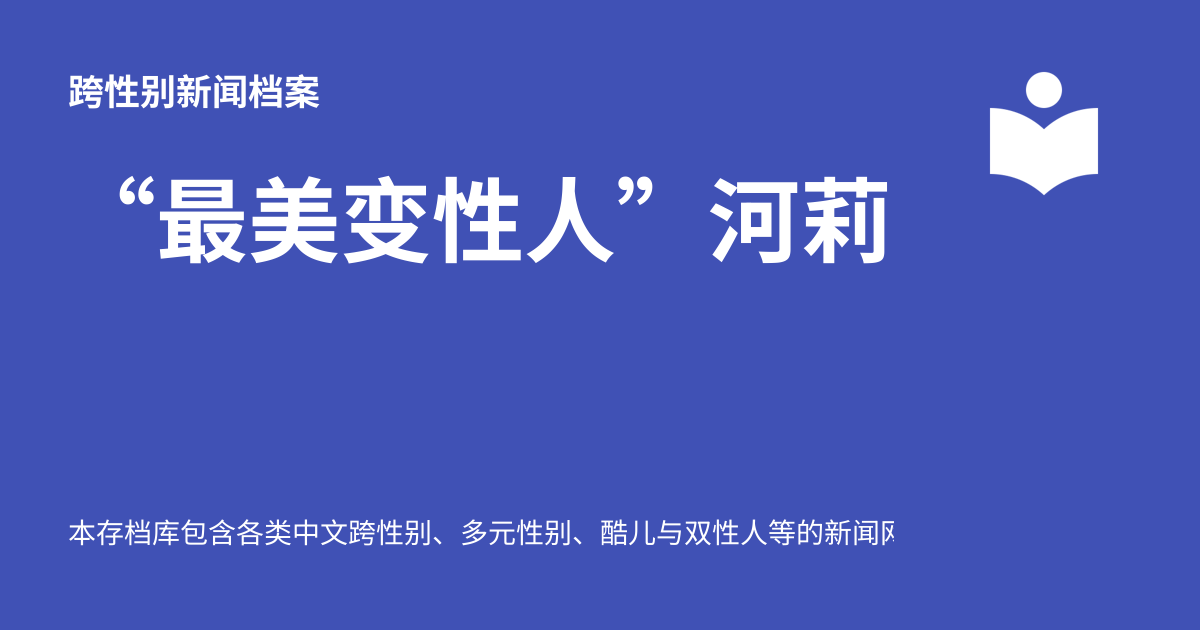 跨性别新闻档案
“最美变性人”河莉
本存档库包含各类中文跨性别、多元性别、酷儿与双性人等的新闻